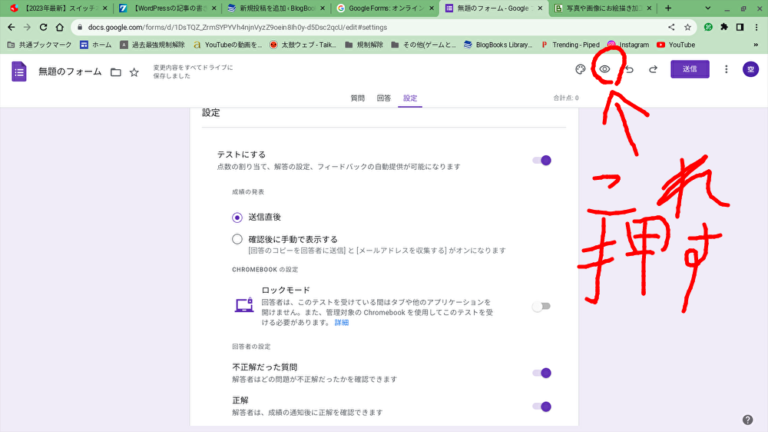 【2023年最新】スイッチ
【WordPressの記事の書き
新規投稿を追加 ‹ BlogBoo
Google Forms: オンライン
無題のフォーム - Google
写真や画像にお絵描き加工
docs.google.com/forms/d/
/edit#settings
共通ブックマーク ホーム 過去最強規制解除 YouTubeの動画を... 太鼓ウェブ - Taik... 規制解除 その他(ゲームと... BlogBooks Library... Trending - Piped Instagram YouTube
無題のフォーム
変更内容をすべてドライブに
保存しました
送信
空
質問 回答 設定
合計点: 0
設定
テストにする
点数の割り当て、解答の設定、フィードバックの自動提供が可能になります
成績の発表
送信直後
確認後に手動で表示する
[回答のコピーを回答者に送信] と [メールアドレスを収集する] がオンになります
CHROMEBOOK の設定
ロックモード
回答者は、このテストを受けている間はタブや他のアプリケーションを
開けません。また、管理対象の Chromebook を使用してこのテストを受
ける必要があります。 詳細
回答者の設定
不正解だった質問
解答者はどの問題が不正解だったかを確認できます
正解
解答者は、成績の通知後に正解を確認できます
これ
押す